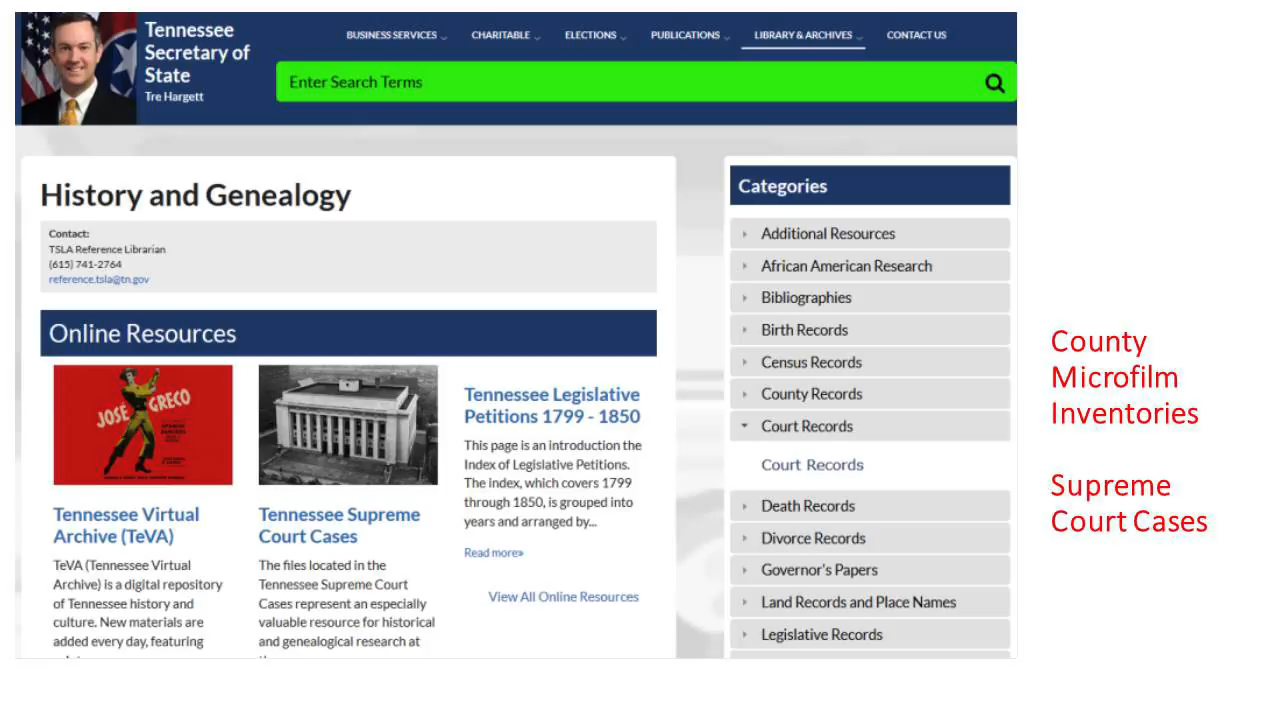 Tennessee
Secretary of
State
Tre Hargett
BUSINESS SERVICES
CHARITABLE
ELECTIONS
PUBLICATIONS
LIBRARY & ARCHIVES
CONTACT US
Enter Search Terms
History and Genealogy
Contact:
TSLA Reference Librarian
(615) 741-2764
reference.tsla@tn.gov
Online Resources
JOSÉ GRECO
Tennessee Virtual
Archive (TeVA)
TeVA (Tennessee Virtual
Archive) is a digital repository
of Tennessee history and
culture. New materials are
added every day, featuring
Tennessee Supreme
Court Cases
The files located in the
Tennessee Supreme Court
Cases represent an especially
valuable resource for historical
and genealogical research at
Tennessee Legislative
Petitions 1799 - 1850
This page is an introduction the
Index of Legislative Petitions.
The index, which covers 1799
through 1850, is grouped into
years and arranged by...
Read more»
View All Online Resources
Categories
Additional Resources
African American Research
Bibliographies
Birth Records
Census Records
County Records
Court Records
Court Records
Death Records
Divorce Records
Governor's Papers
Land Records and Place Names
Legislative Records
County
Microfilm
Inventories
Supreme
Court Cases